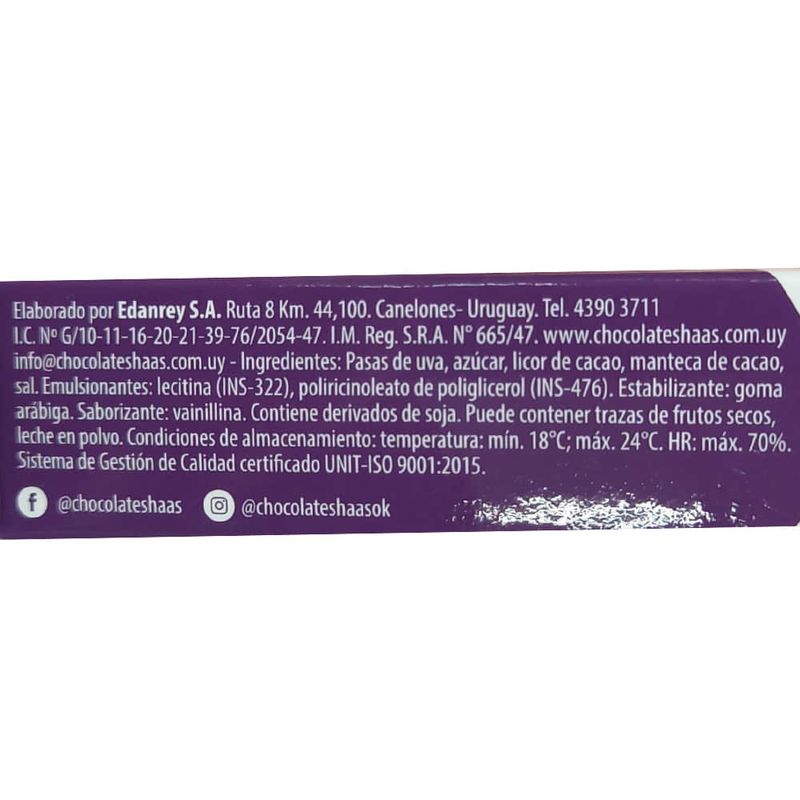 Elaborado por Edanrey S.A. Ruta 8 Km. 44,100. Canelones- Uruguay. Tel. 4390 3711
I.C. Nº G/10-11-16-20-21-39-76/2054-47. I.M. Reg. S.R.A. N° 665/47. www.chocolateshaas.com.uy
info@chocolateshaas.com.uy - Ingredientes: Pasas de uva, azúcar, licor de cacao, manteca de cacao,
sal. Emulsionantes: lecitina (INS-322), poliricinoleato de poliglicerol (INS-476). Estabilizante: goma
arábiga. Saborizante: vainillina. Contiene derivados de soja. Puede contener trazas de frutos secos,
leche en polvo. Condiciones de almacenamiento: temperatura: mín. 18°C; máx. 24°C. HR: máx. 70%.
Sistema de Gestión de Calidad certificado UNIT-ISO 9001:2015.
f @chocolateshaas @chocolateshaasok